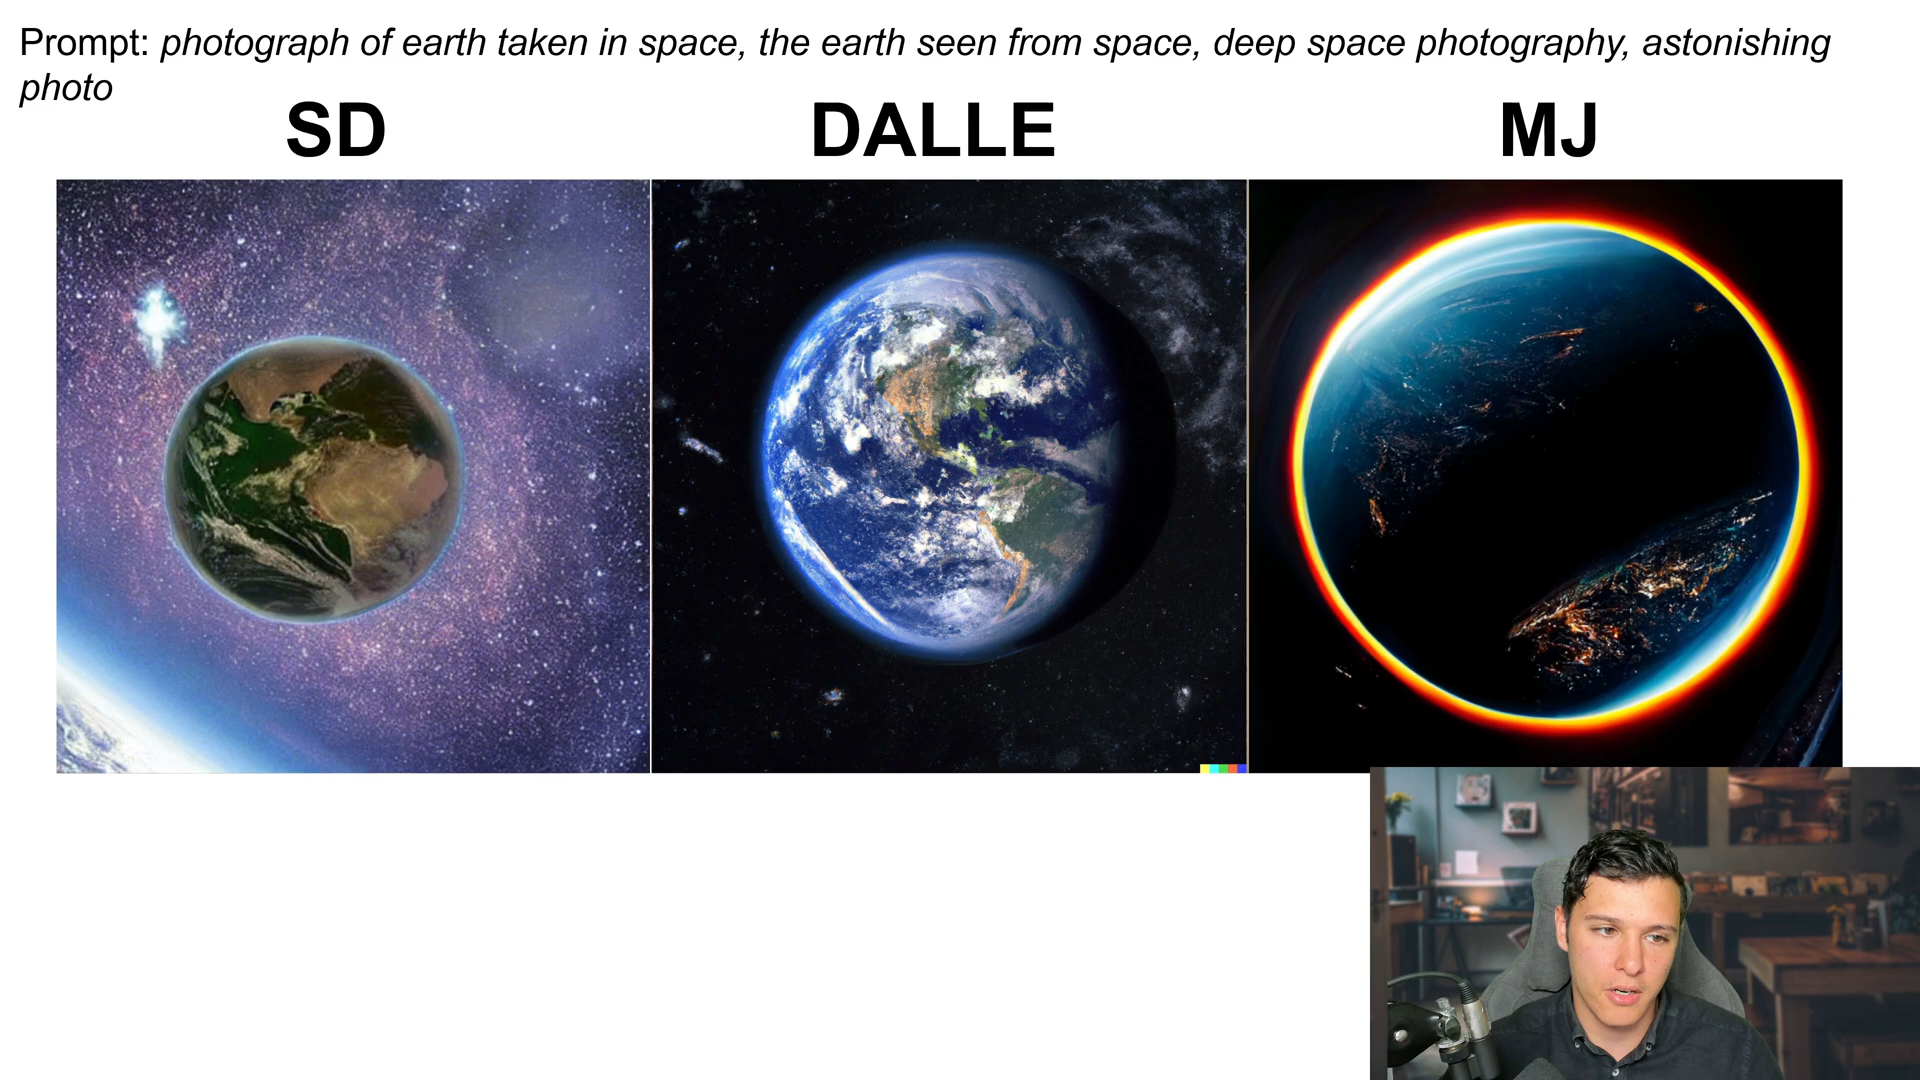 Prompt: photograph of earth taken in space, the earth seen from space, deep space photography, astonishing
photo
SD
DALLE
MJ